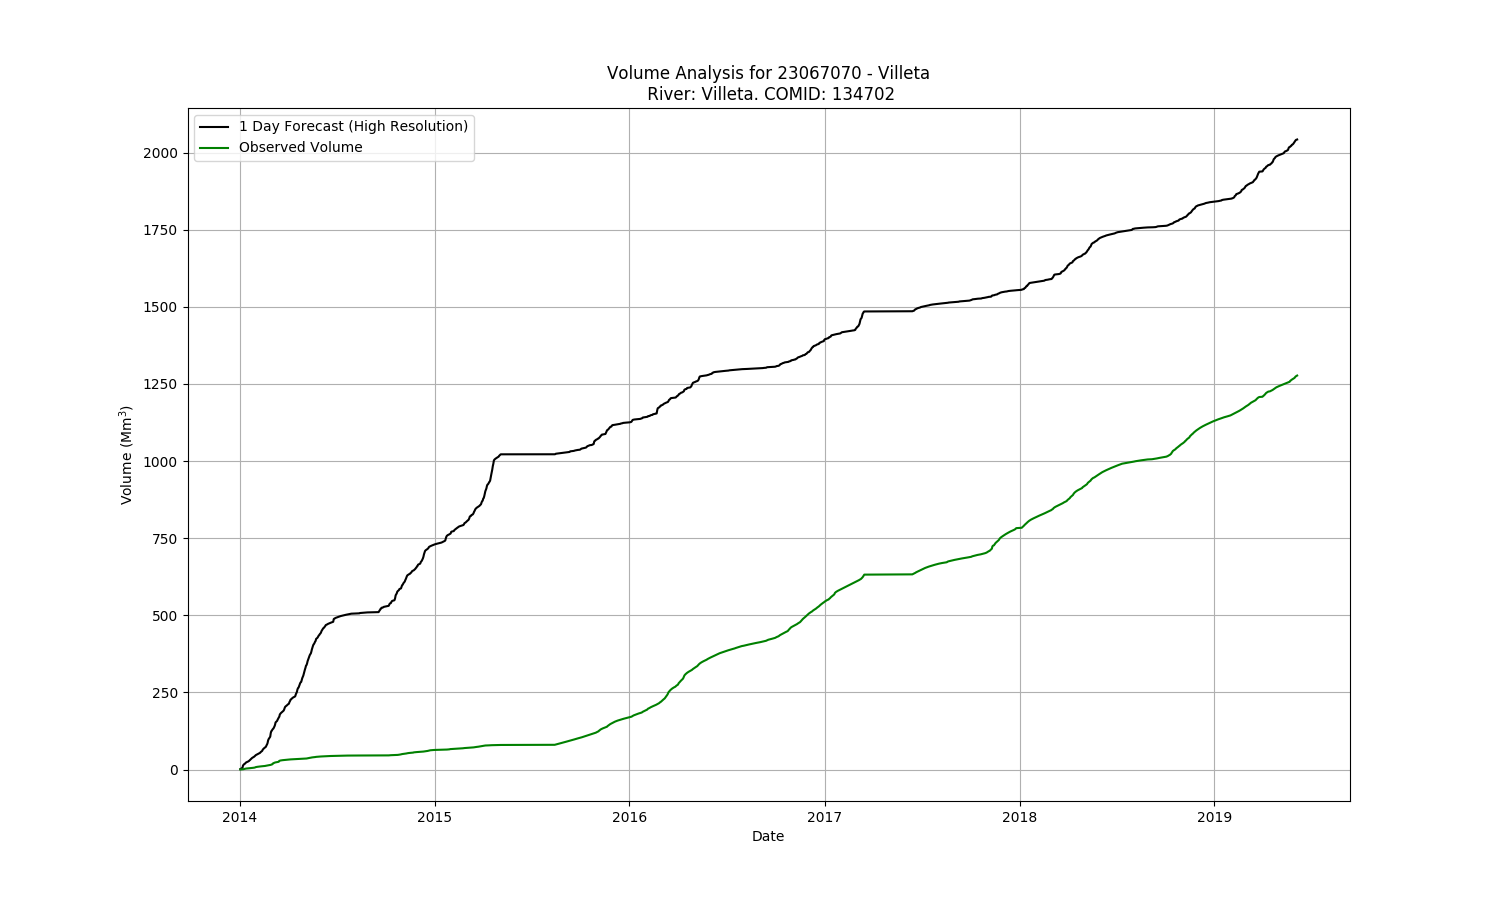 Volume Analysis for 23067070 - Villeta
River: Villeta. COMID: 134702
1 Day Forecast (High Resolution)
Observed Volume
2000
1750
1500
1250
1000
750
500
250
0
Volume (Mm³)
2014 2015 2016 2017 2018 2019
Date